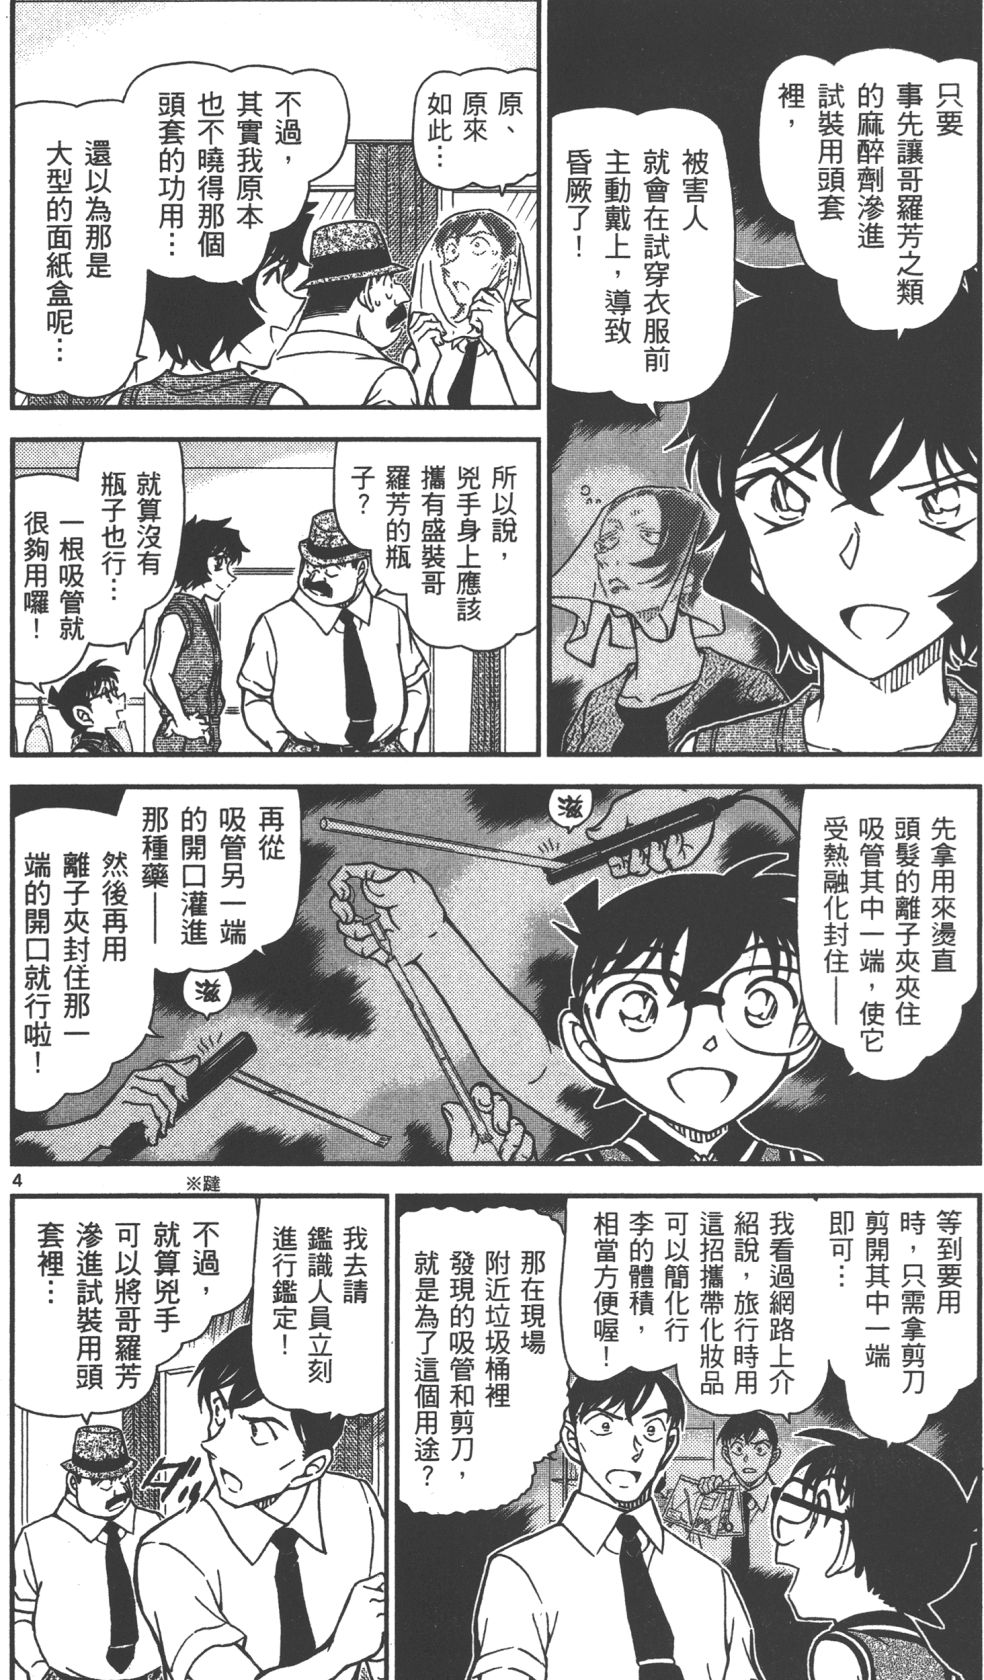 只要
事先讓哥羅芳之類
的麻醉劑滲進
試裝用頭套
裡，
被害人
就會在試穿衣服前
主動戴上，導致
昏厥了！
原、
原來
如此…
不過，
其實我原本
也不曉得那個
頭套的功用…
還以為那是
大型的面紙盒呢…
所以說，
兇手身上應該
攜有盛裝哥
羅芳的瓶
子？
就算沒有
瓶子也行…
一根吸管就
很夠用囉！
先拿用來燙直
頭髮的離子夾夾住
吸管其中一端，使它
受熱融化封住——
再從
吸管另一端
的開口灌進
那種藥——
然後再用
離子夾封住那一
端的開口就行啦！
4
※躂
等到要用
時，只需拿剪刀
剪開其中一端
即可…
我看過網路上介
紹說，旅行時用
這招攜帶化妝品
可以簡化行
李的體積，
相當方便喔！
那在現場
附近垃圾桶裡
發現的吸管和剪刀，
就是為了這個用途？
我去請
鑑識人員立刻
進行鑑定！
不過，
就算兇手
可以將哥羅芳
滲進試裝用頭
套裡…